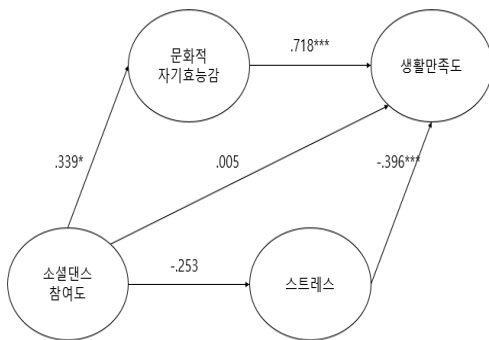 문화적
자기효능감
.718***
생활만족도
.339*
.005
-.396***
소셜댄스
참여도
-.253
스트레스